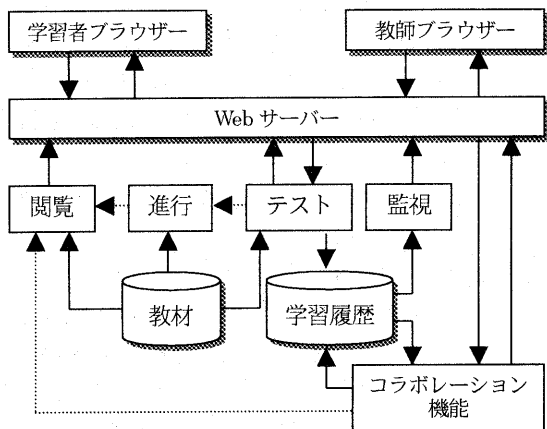 学習者ブラウザー
教師ブラウザー
Webサーバー
閲覧
進行
テスト
監視
教材
学習履歴
コラボレーション
機能